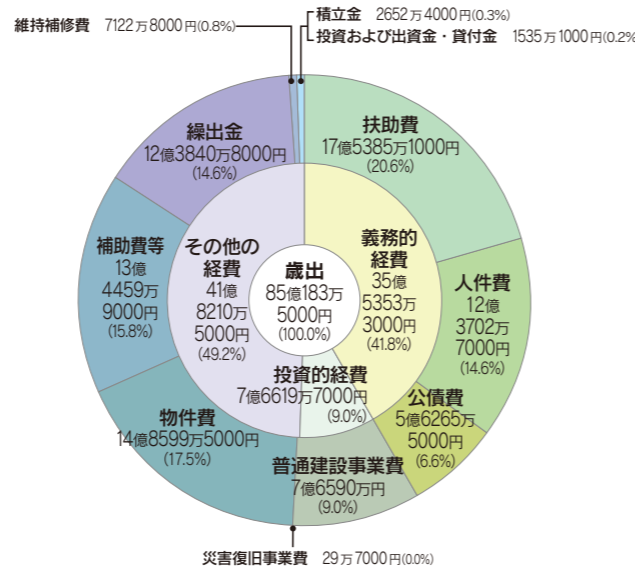 維持補修費 7122万8000円(0.8%)
積立金 2652万4000円(0.3%)
投資および出資金・貸付金 1535万1000円(0.2%
繰出金
12億3840万8000円
(14.6%)
扶助費
17億5385万1000円
(20.6%)
補助費等
13億
4459万
9000円
(15.8%)
その他の
経費
41億
8210万
5000円
(49.2%)
歳出
85億183万
5000円
(100.0%)
義務的
経費
35億
5353万
3000円
(41.8%)
人件費
12億
3702万
7000円
(14.6%)
投資的経費
7億6619万7000円
(9.0%)
公債費
5億6265万
5000円
(6.6%)
物件費
14億8599万5000円
(17.5%)
普通建設事業費
7億6590万円
(9.0%)
災害復旧事業費 29万7000円(0.0%)